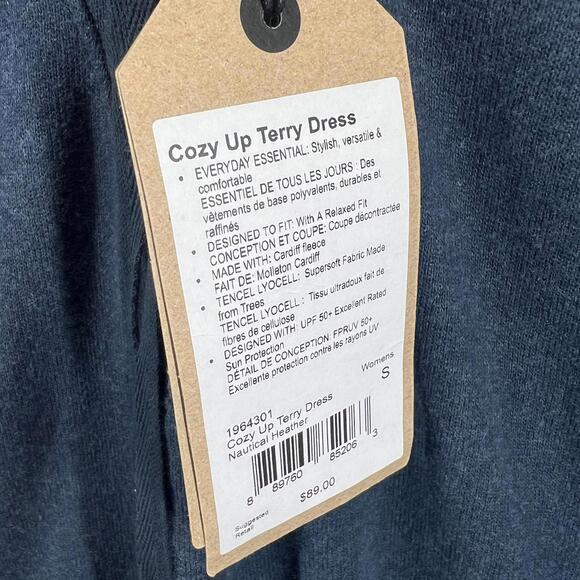 Cozy Up Terry Dress
• EVERYDAY ESSENTIAL: Stylish, versatile &
comfortable
ESSENTIEL DE TOUS LES JOURS : Des
vêtements de base polyvalents, durables et
raffinés
• DESIGNED TO FIT: With A Relaxed Fit
CONCEPTION ET COUPE: Coupe décontractée
• MADE WITH: Cardiff fleece
FAIT DE: Molleton Cardiff
• TENCEL LYOCELL : Supersoft Fabric Made
from Trees
TENCEL LYOCELL : Tissu ultradoux fait de
fibres de cellulose
• DESIGNED WITH: UPF 50+ Excellent Rated
Sun Protection
DÉTAIL DE CONCEPTION: FPRUV 50+
Excellente protection contre les rayons UV
Womens
S
1964301
Cozy Up Terry Dress
Nautical Heather
8 89760 85206 3
$89.00
Suggested
Retail